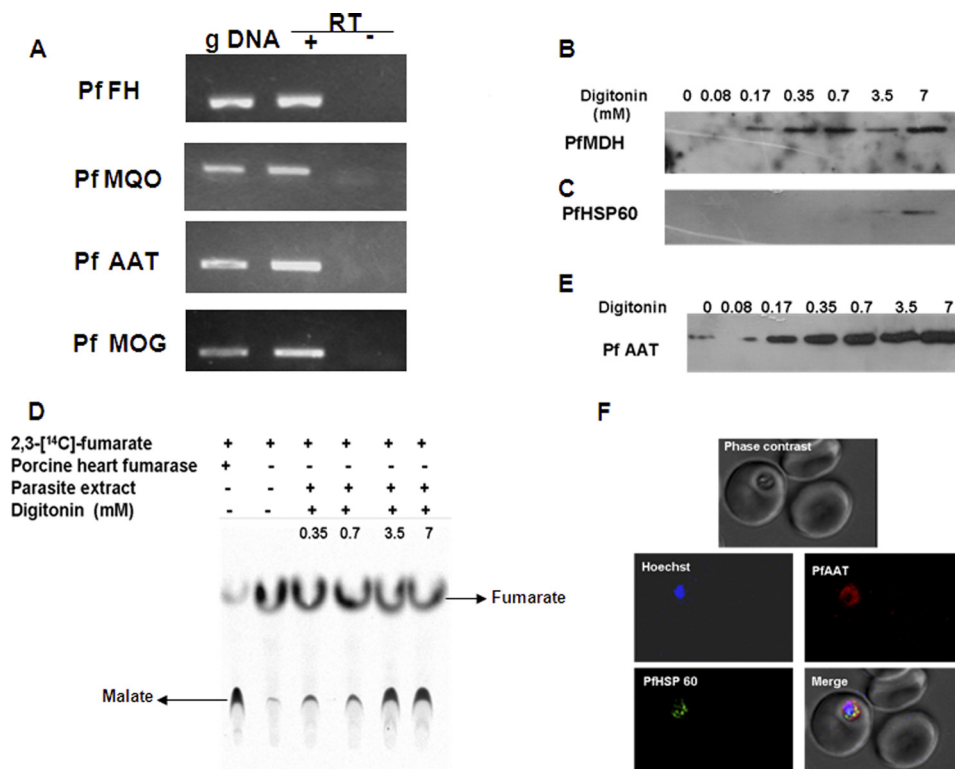 A
g DNA
RT
+ -
Pf FH
Pf MQO
Pf AAT
Pf MOG
B
Digitonin 0 0.08 0.17 0.35 0.7 3.5 7
(mM)
PfMDH
C
PfHSP60
E
Digitonin 0 0.08 0.17 0.35 0.7 3.5 7
Pf AAT
D
2,3-[14C]-fumarate + + + + + +
Porcine heart fumarase + - - - - -
Parasite extract - - + + + +
Digitonin (mM) - - + + + +
0.35 0.7 3.5 7
Fumarate
Malate
F
Phase contrast
Hoechst
PfAAT
PfHSP 60
Merge